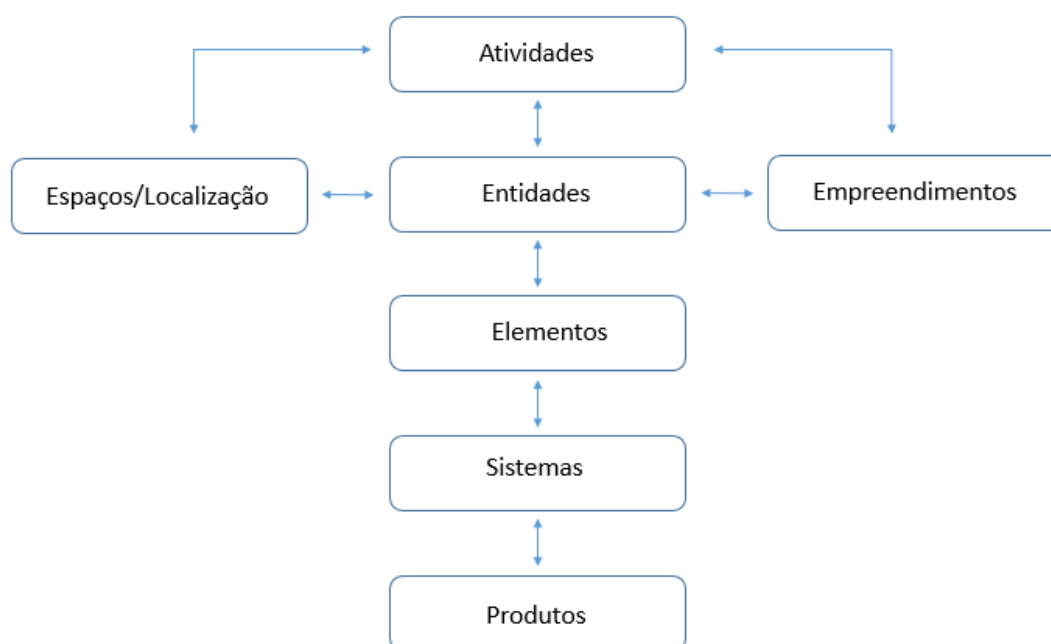 Atividades
Espaços/Localização
Entidades
Empreendimentos
Elementos
Sistemas
Produtos